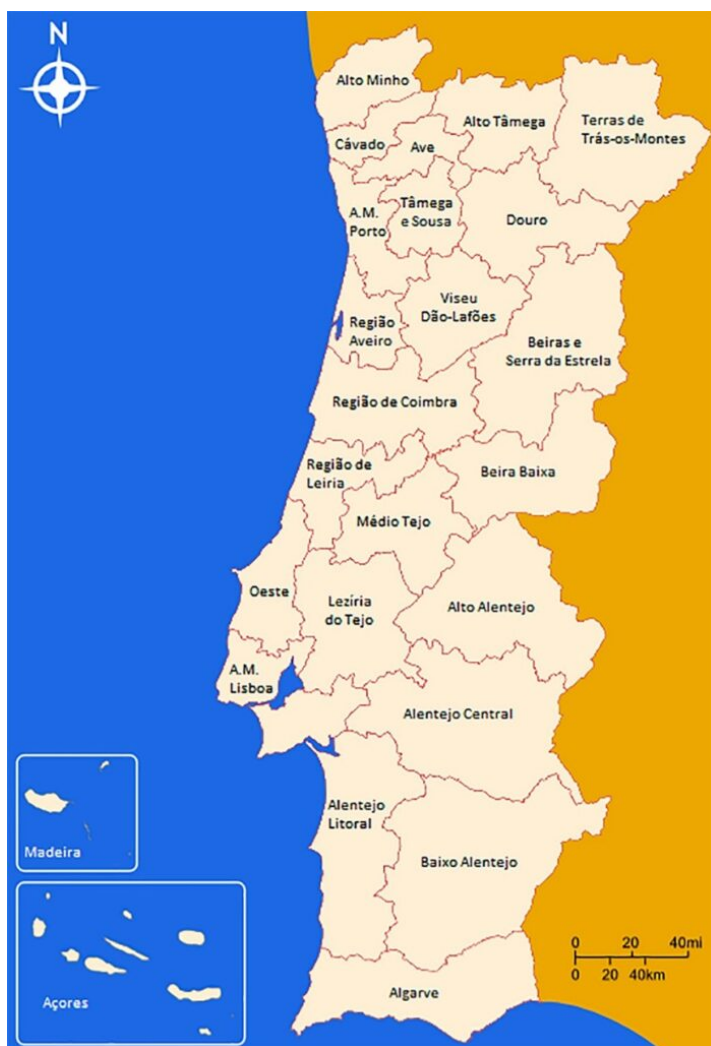 N
Alto Minho
Alto Tâmega
Terras de
Trás-os-Montes
Cávado
Ave
A.M.
Porto
Tâmega
e Sousa
Douro
Viseu
Dão-Lafões
Região
Aveiro
Beiras e
Serra da Estrela
Região de Coimbra
Região de
Leiria
Beira Baixa
Médio Tejo
Oeste
Lezíria
do Tejo
Alto Alentejo
A.M.
Lisboa
Alentejo Central
Alentejo
Litoral
Madeira
Baixo Alentejo
0 20 40mi
0 20 40km
Açores
Algarve